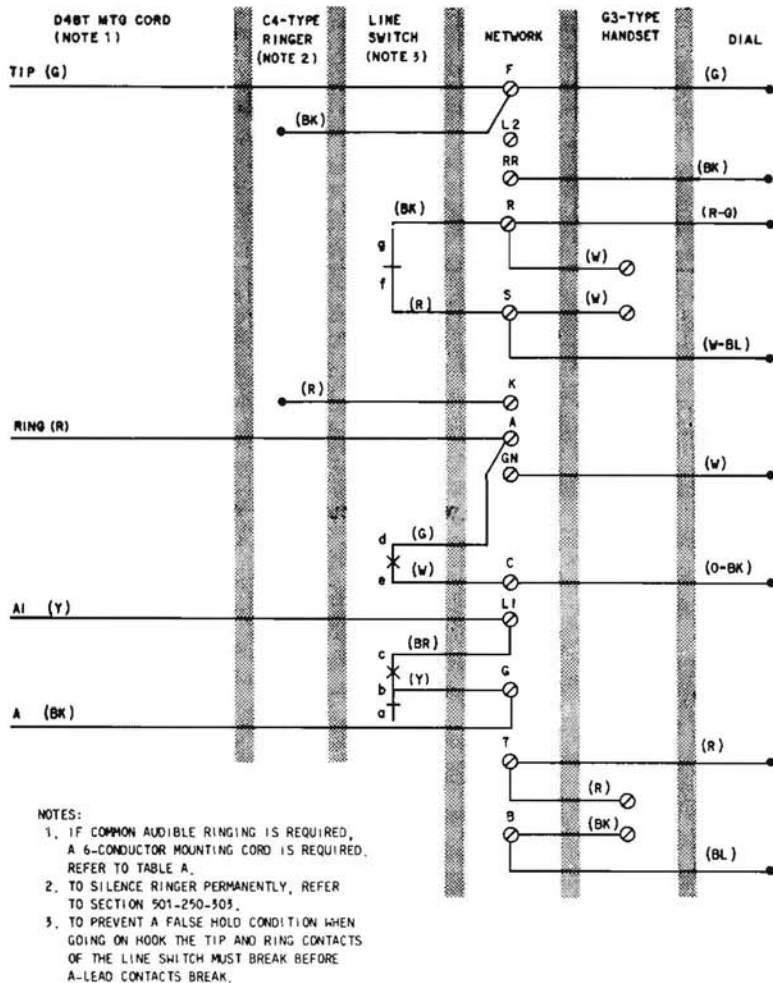 D4BT MTG CORD
(NOTE 1)
C4-TYPE
RINGER
(NOTE 2)
LINE
SWITCH
(NOTE 3)
NETWORK
G3-TYPE
HANDSET
DIAL
TIP (G)
F
(G)
(BK)
L2
RR
(BK)
(BK)
R
(R-G)
g
(W)
f
(R)
S
(W)
(W-BL)
(R)
K
RING (R)
A
GN
(W)
d
(G)
e
(W)
C
(O-BK)
A1 (Y)
L1
c
(BR)
b
(Y)
G
a
A (BK)
T
(R)
(R)
B
(BK)
(BL)
NOTES:
1. IF COMMON AUDIBLE RINGING IS REQUIRED,
A 6-CONDUCTOR MOUNTING CORD IS REQUIRED.
REFER TO TABLE A.
2. TO SILENCE RINGER PERMANENTLY, REFER
TO SECTION 501-250-303.
3. TO PREVENT A FALSE HOLD CONDITION WHEN
GOING ON HOOK THE TIP AND RING CONTACTS
OF THE LINE SWITCH MUST BREAK BEFORE
A-LEAD CONTACTS BREAK.